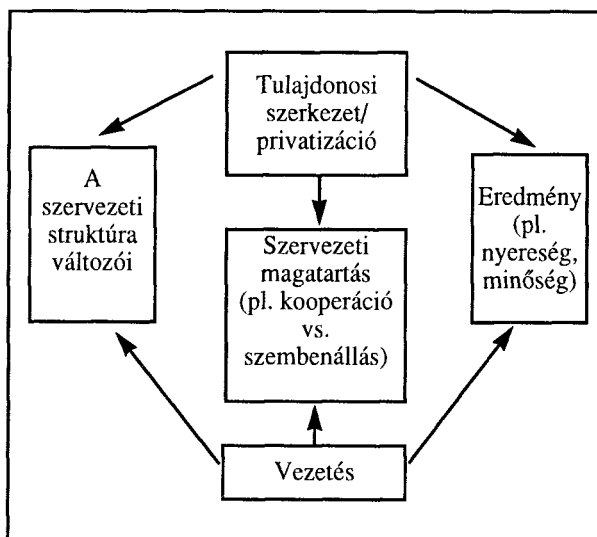 Tulajdonosi
szerkezet/
privatizáció
A
szervezeti
struktúra
változói
Szervezeti
magatartás
(pl. kooperáció
vs.
szembenállás)
Eredmény
(pl.
nyereség,
minőség)
Vezetés